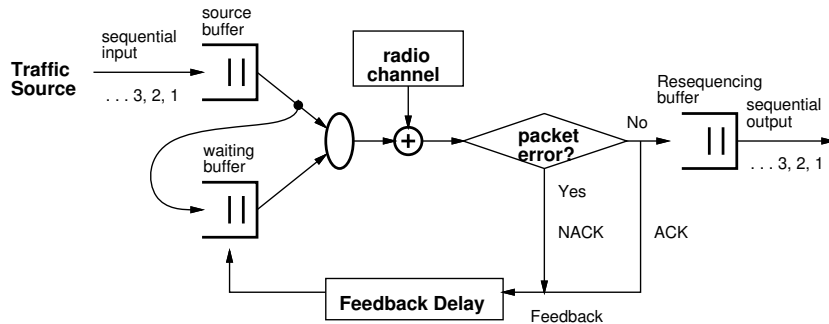 source
buffer
sequential
input
Traffic
Source
. . . 3, 2, 1
radio
channel
Resequencing
buffer
sequential
output
No
packet
error?
. . . 3, 2, 1
waiting
buffer
Yes
NACK
ACK
Feedback Delay
Feedback